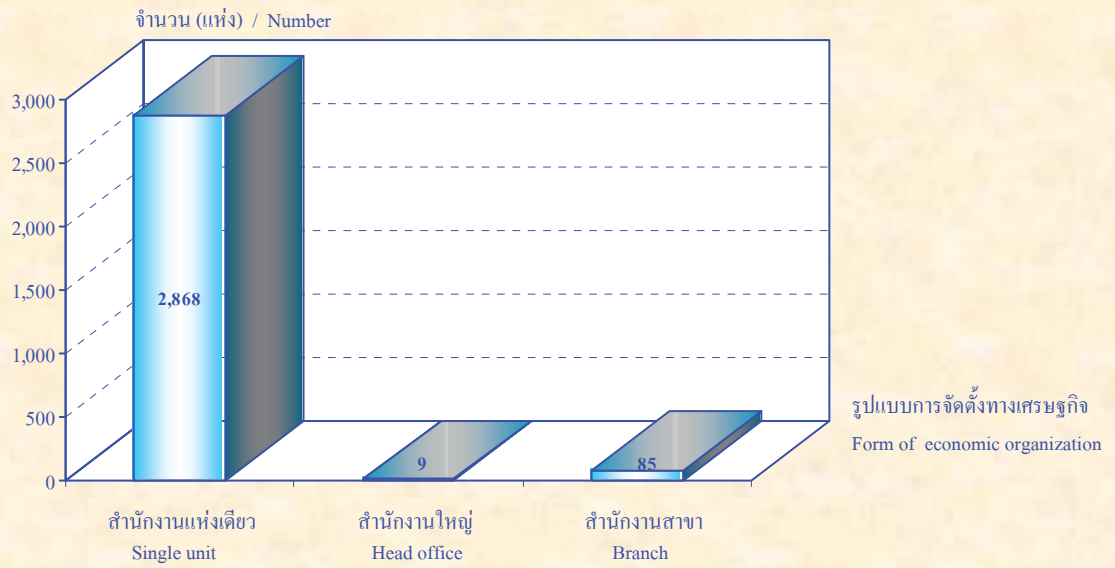 จำนวน (แห่ง) / Number
3,000
2,500
2,000
1,500
1,000
500
0
2,868
9
85
รูปแบบการจัดตั้งทางเศรษฐกิจ
Form of economic organization
สำนักงานแห่งเดียว
Single unit
สำนักงานใหญ่
Head office
สำนักงานสาขา
Branch